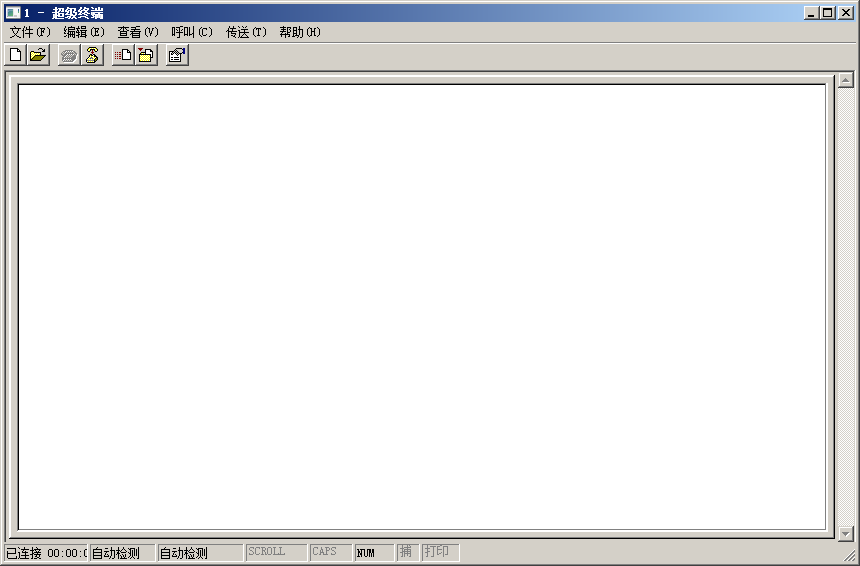 1 - 超级终端
文件(F) 编辑(E) 查看(V) 呼叫(C) 传送(T) 帮助(H)
已连接 00:00:0 自动检测 自动检测 SCROLL CAPS NUM 捕 打印